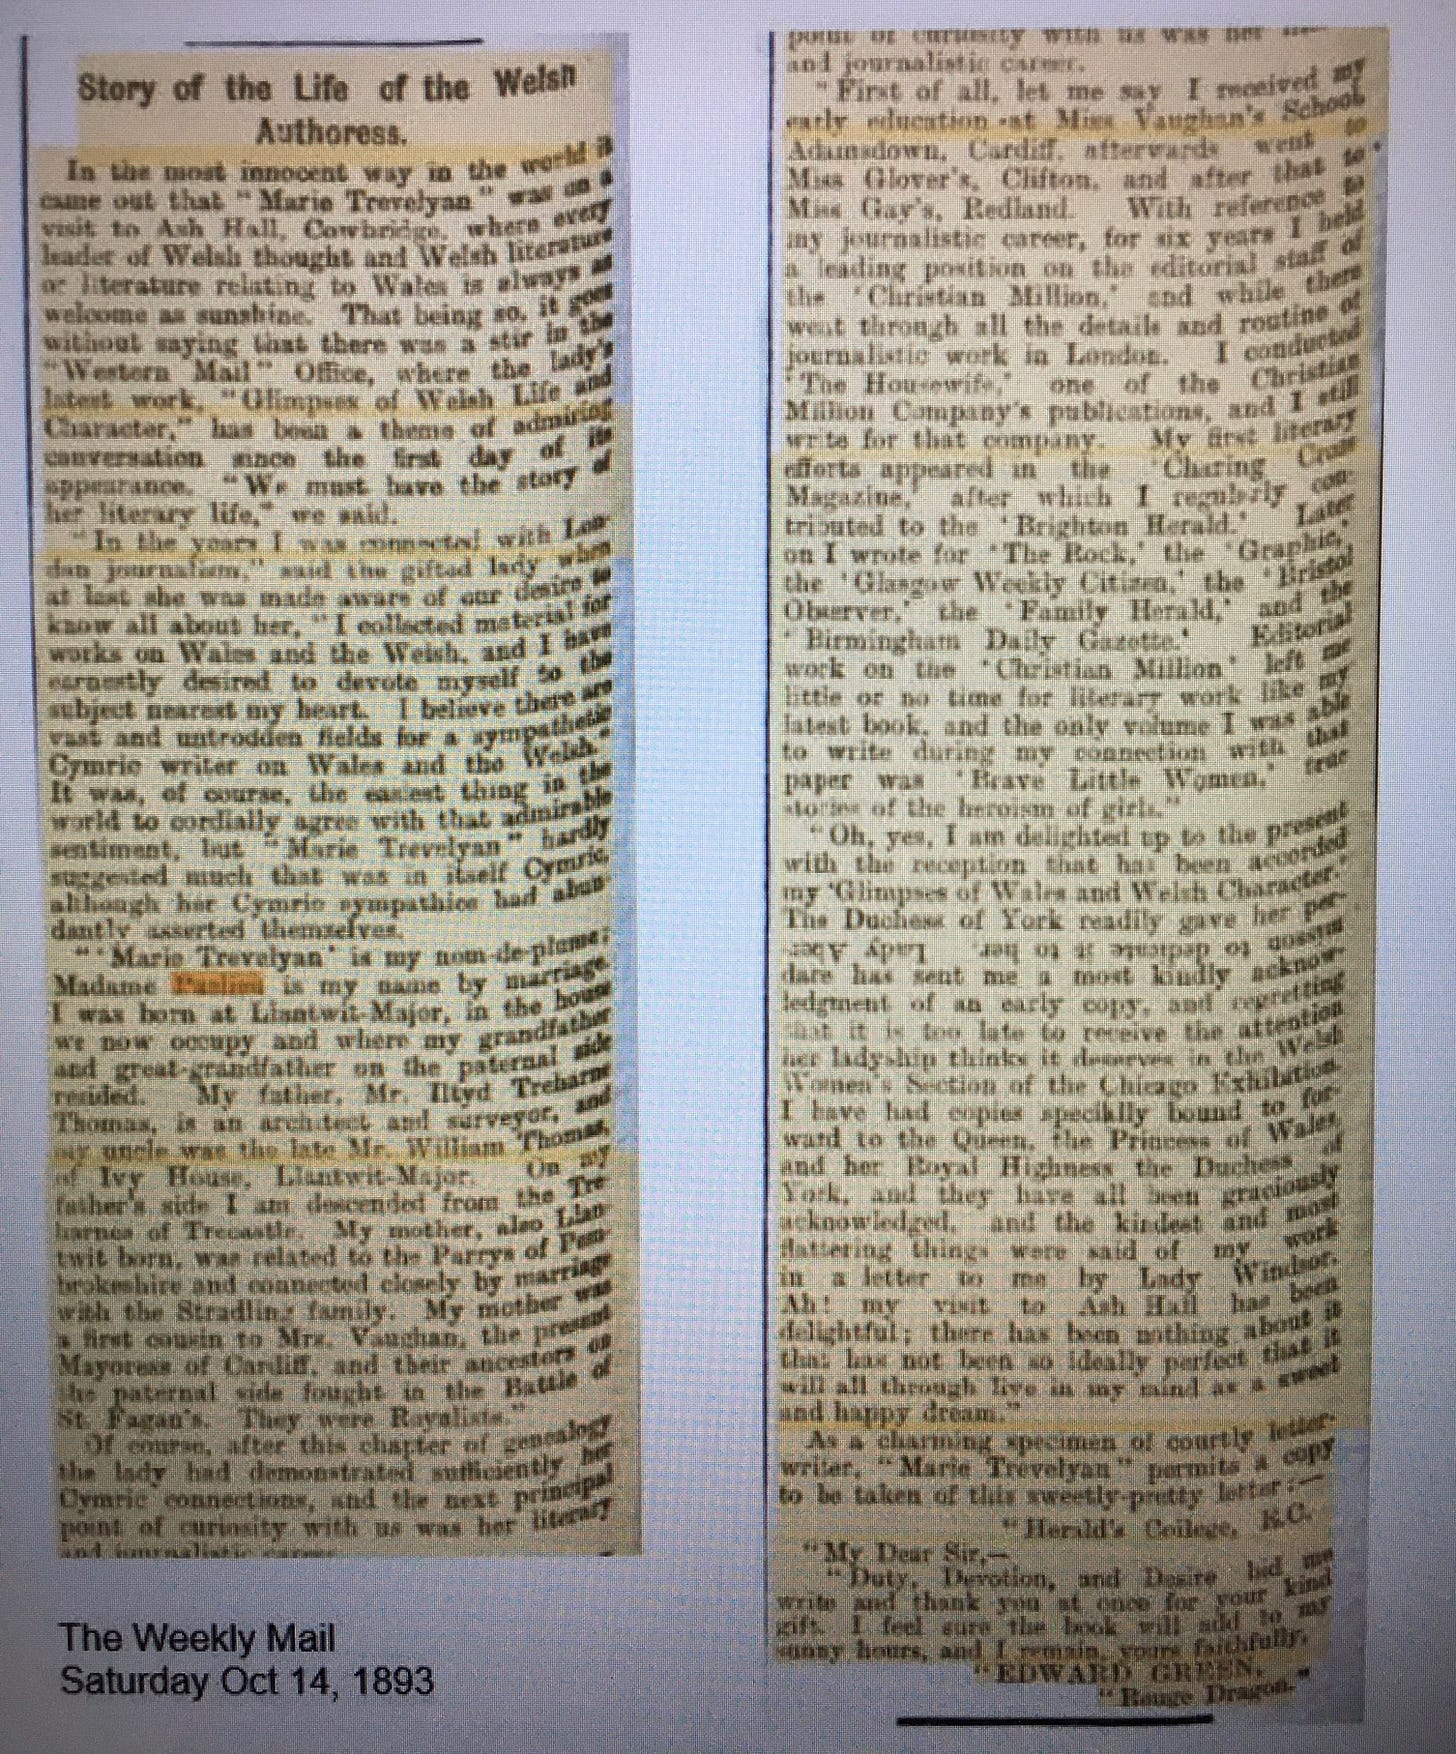 Story of the Life of the Welsh
Authoress.
In the most innocent way in the world it
came out that "Marie Trevelyan" was on a
visit to Ash Hall, Cowbridge, where every
leader of Welsh thought and Welsh literature
or literature relating to Wales is always as
welcome as sunshine. That being so, it goes
without saying that there was a stir in the
"Western Mail" Office, where the lady's
latest work, "Glimpses of Welsh Life and
Character," has been a theme of admiring
conversation since the first day of its
appearance. "We must have the story of
her literary life," we said.
"In the years I was connected with Lon-
don journalism," said the gifted lady when
at last she was made aware of our desire to
know all about her, "I collected material for
works on Wales and the Welsh, and I have
earnestly desired to devote myself to the
subject nearest my heart. I believe there are
vast and untrodden fields for a sympathetic
Cymric writer on Wales and the Welsh."
It was, of course, the easiest thing in the
world to cordially agree with that admirable
sentiment, but "Marie Trevelyan" hardly
suggested much that was in itself Cymric,
although her Cymric sympathies had abun-
dantly asserted themselves.
"'Marie Trevelyan' is my nom-de-plume;
Madame is my name by marriage.
I was born at Llantwit-Major, in the house
we now occupy and where my grandfather
and great-grandfather on the paternal side
resided. My father, Mr. Illtyd Treharne
Thomas, is an architect and surveyor, and
my uncle was the late Mr. William Thomas,
of Ivy House, Llantwit-Major. On my
father's side I am descended from the Tre-
harnes of Trecastle. My mother, also Llan-
twit born, was related to the Parrys of Pem-
brokeshire and connected closely by marriage
with the Stradling family. My mother was
a first cousin to Mrs. Vaughan, the present
Mayoress of Cardiff, and their ancestors on
the paternal side fought in the Battle of
St. Fagan's. They were Royalists."
Of course, after this chapter of genealogy
the lady had demonstrated sufficiently her
Cymric connections, and the next principal
point of curiosity with us was her literary
and journalistic career.
The Weekly Mail
Saturday Oct 14, 1893
point of curiosity with us was her
and journalistic career.
"First of all, let me say I received my
early education at Miss Vaughan's School
Adamsdown, Cardiff, afterwards went to
Miss Glover's, Clifton, and after that to
Miss Gay's, Redland. With reference to
my journalistic career, for six years I held
a leading position on the editorial staff of
the 'Christian Million,' and while there
went through all the details and routine of
journalistic work in London. I conducted
'The Housewife,' one of the Christian
Million Company's publications, and I still
write for that company. My first literary
efforts appeared in the 'Charing Cross
Magazine,' after which I regularly con-
tributed to the 'Brighton Herald.' Later
on I wrote for 'The Rock,' the 'Graphic,'
the 'Glasgow Weekly Citizen,' the 'Bristol
Observer,' the 'Family Herald,' and the
'Birmingham Daily Gazette.' Editorial
work on the 'Christian Million' left me
little or no time for literary work like my
latest book, and the only volume I was able
to write during my connection with that
paper was 'Brave Little Women,' true
stories of the heroism of girls."
"Oh, yes, I am delighted up to the present
with the reception that has been accorded
my 'Glimpses of Wales and Welsh Character.'
The Duchess of York readily gave her per-
mission to dedicate it to her. Lady Aber-
dare has sent me a most kindly acknow-
ledgment of an early copy, and regretting
that it is too late to receive the attention
her ladyship thinks it deserves in the Welsh
Women's Section of the Chicago Exhibition.
I have had copies specially bound to for-
ward to the Queen, the Princess of Wales,
and her Royal Highness the Duchess of
York, and they have all been graciously
acknowledged, and the kindest and most
flattering things were said of my work
in a letter to me by Lady Windsor.
Ah! my visit to Ash Hall has been
delightful; there has been nothing about it
that has not been so ideally perfect that it
will all through live in my mind as a sweet
and happy dream."
As a charming specimen of courtly letter-
writer, "Marie Trevelyan" permits a copy
to be taken of this sweetly-pretty letter:—
"Herald's College, E.C.
"My Dear Sir,—
"Duty, Devotion, and Desire bid me
write and thank you at once for your kind
gift. I feel sure the book will add to my
sunny hours, and I remain, yours faithfully,
"EDWARD GREEN,
"Rouge Dragon."